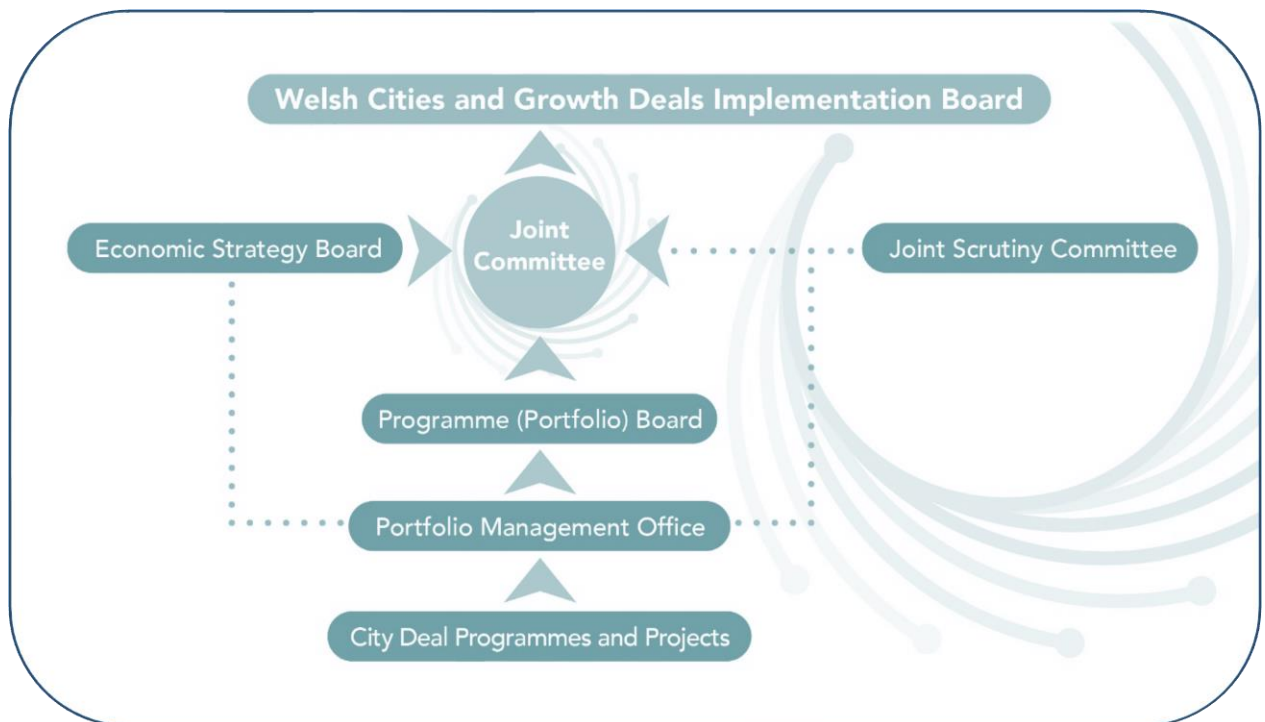 Welsh Cities and Growth Deals Implementation Board
Economic Strategy Board
Joint
Committee
Joint Scrutiny Committee
Programme (Portfolio) Board
Portfolio Management Office
City Deal Programmes and Projects